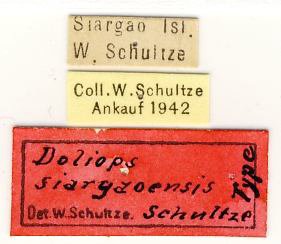 Siargao Isl.
W. Schultze
Coll. W. Schultze
Ankauf 1942
Doliops
siargaoensis
Det. W. Schultze. Schultze
Type